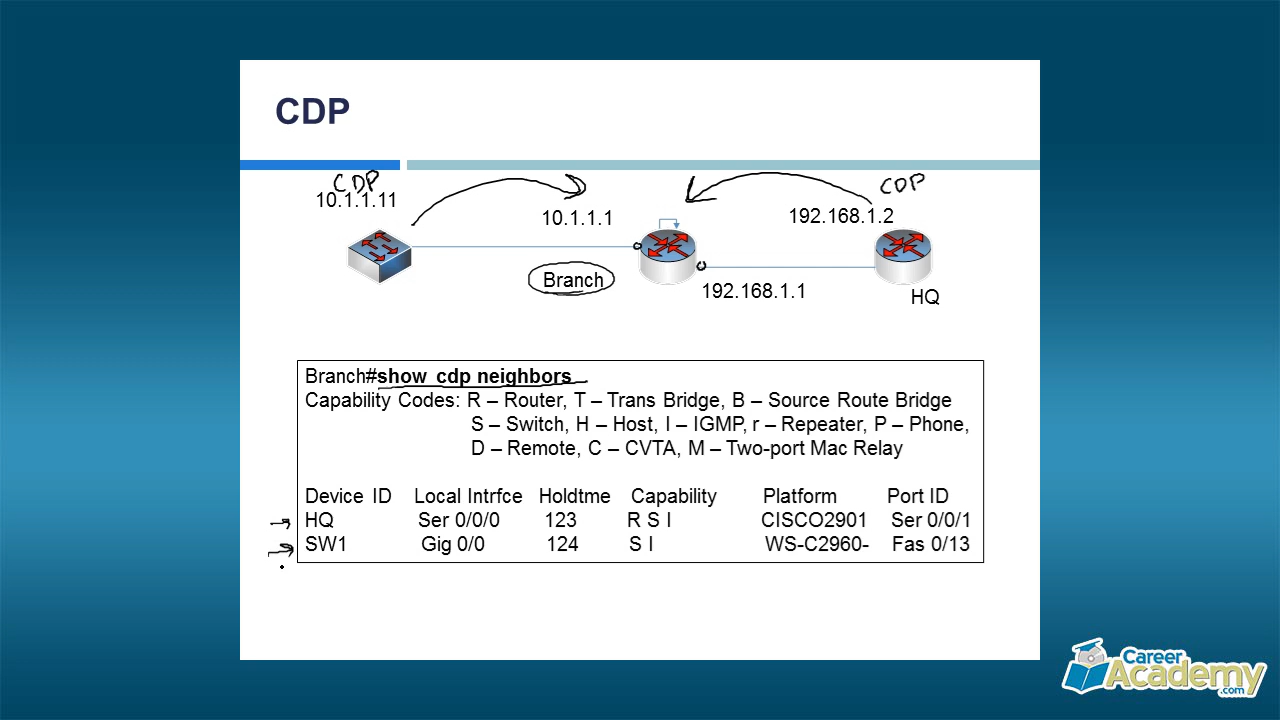 CDP
CDP
CDP
10.1.1.11
10.1.1.1
192.168.1.2
Branch
192.168.1.1
HQ
Branch#show cdp neighbors
Capability Codes: R – Router, T – Trans Bridge, B – Source Route Bridge
S – Switch, H – Host, I – IGMP, r – Repeater, P – Phone,
D – Remote, C – CVTA, M – Two-port Mac Relay
Device ID Local Intrfce Holdtme Capability Platform Port ID
HQ Ser 0/0/0 123 R S I CISCO2901 Ser 0/0/1
SW1 Gig 0/0 124 S I WS-C2960- Fas 0/13
Career
Academy
.com